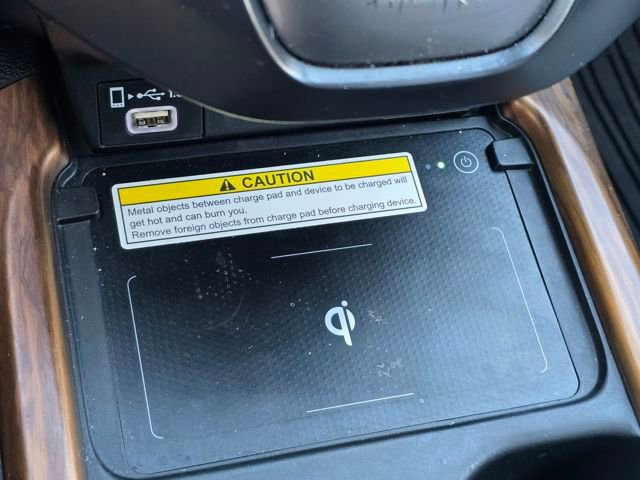 CAUTION
Metal objects between charge pad and device to be charged will
get hot and can burn you.
Remove foreign objects from charge pad before charging device.
qi